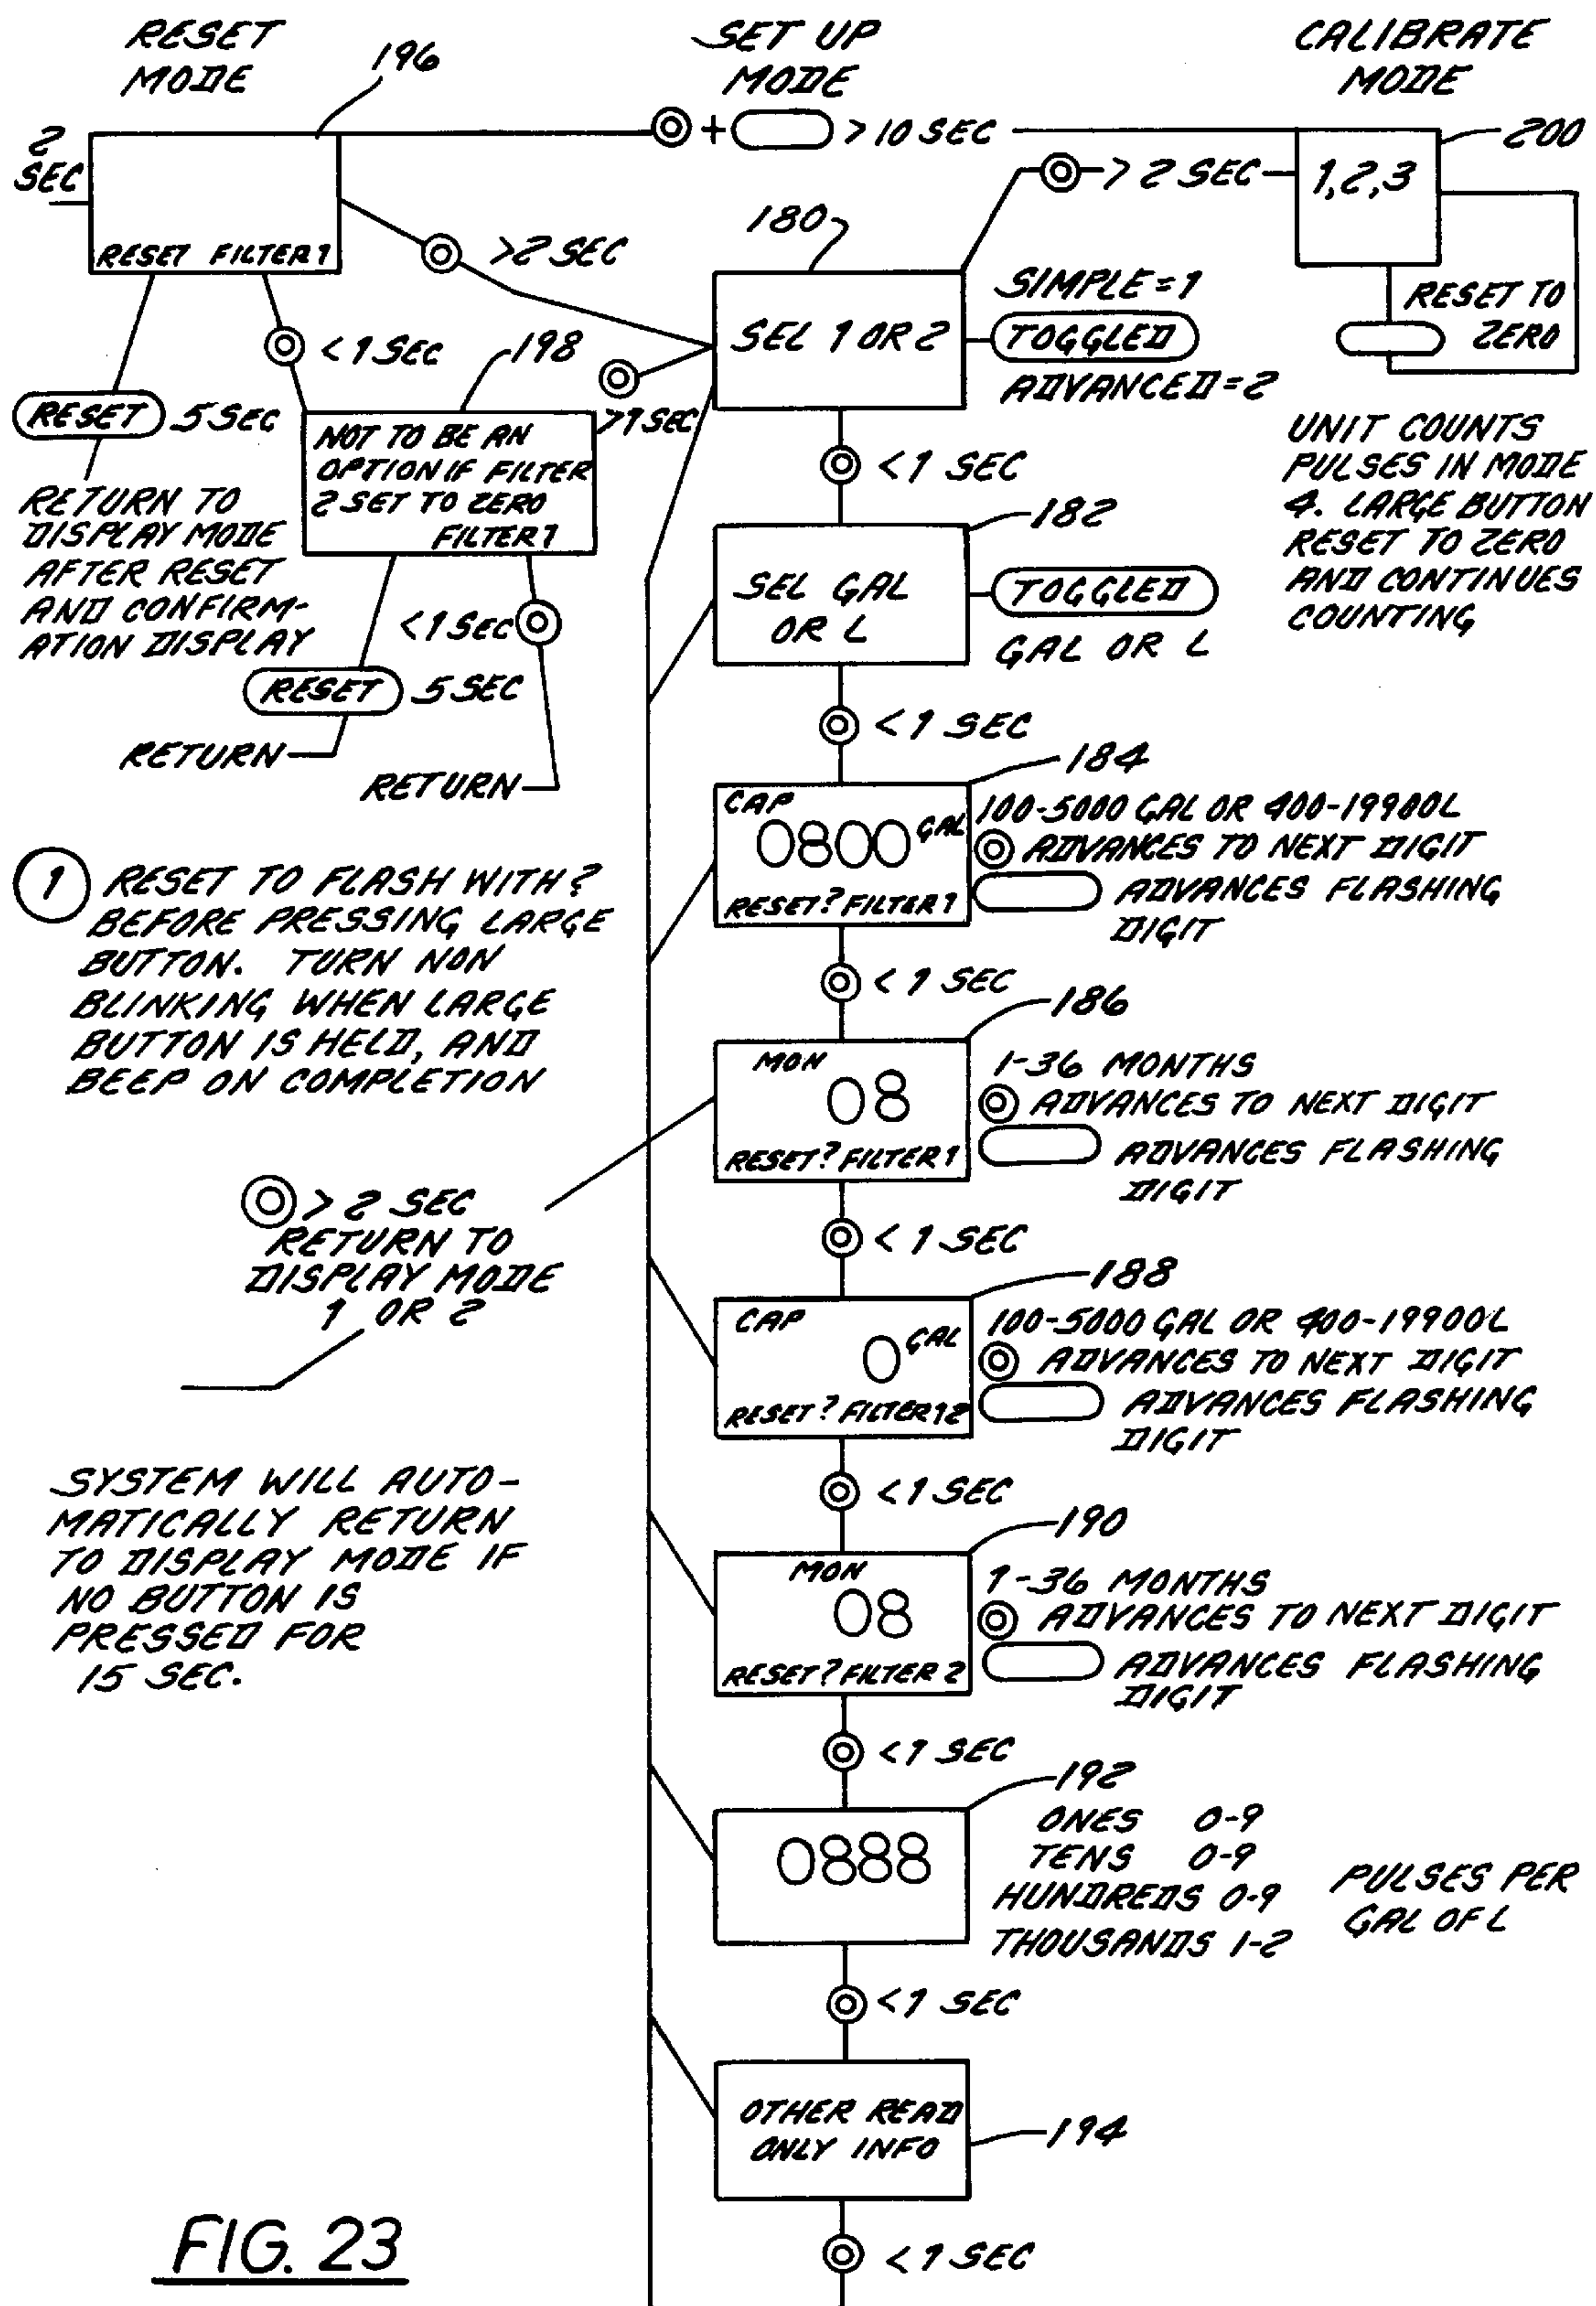 RESET
MODE
196
SET UP
MODE
CALIBRATE
MODE
2
SEC
RESET FILTER 1
+ > 10 SEC
> 2 SEC
1,2,3
200
RESET TO
ZERO
>2 SEC
180
SEL 1 OR 2
SIMPLE=1
TOGGLED
ADVANCED=2
<1 SEC
198
>1 SEC
RESET .5 SEC
NOT TO BE AN
OPTION IF FILTER
2 SET TO ZERO
FILTER 1
RETURN TO
DISPLAY MODE
AFTER RESET
AND CONFIRM-
ATION DISPLAY
<1 SEC
RESET .5 SEC
RETURN
RETURN
UNIT COUNTS
PULSES IN MODE
4. LARGE BUTTON
RESET TO ZERO
AND CONTINUES
COUNTING
<1 SEC
182
SEL GAL
OR L
TOGGLED
GAL OR L
<1 SEC
184
CAP
0800 GAL
RESET? FILTER 1
100-5000 GAL OR 400-19900L
ADVANCES TO NEXT DIGIT
ADVANCES FLASHING
DIGIT
1 RESET TO FLASH WITH?
BEFORE PRESSING LARGE
BUTTON. TURN NON
BLINKING WHEN LARGE
BUTTON IS HELD, AND
BEEP ON COMPLETION
<1 SEC
186
MON
08
RESET? FILTER 1
1-36 MONTHS
ADVANCES TO NEXT DIGIT
ADVANCES FLASHING
DIGIT
> 2 SEC
RETURN TO
DISPLAY MODE
1 OR 2
<1 SEC
188
CAP
0 GAL
RESET? FILTER 12
100-5000 GAL OR 400-19900L
ADVANCES TO NEXT DIGIT
ADVANCES FLASHING
DIGIT
SYSTEM WILL AUTO-
MATICALLY RETURN
TO DISPLAY MODE IF
NO BUTTON IS
PRESSED FOR
15 SEC.
<1 SEC
190
MON
08
RESET? FILTER 2
1-36 MONTHS
ADVANCES TO NEXT DIGIT
ADVANCES FLASHING
DIGIT
<1 SEC
192
0888
ONES 0-9
TENS 0-9
HUNDREDS 0-9
THOUSANDS 1-2
PULSES PER
GAL OF L
<1 SEC
OTHER READ
ONLY INFO
194
<1 SEC
FIG. 23